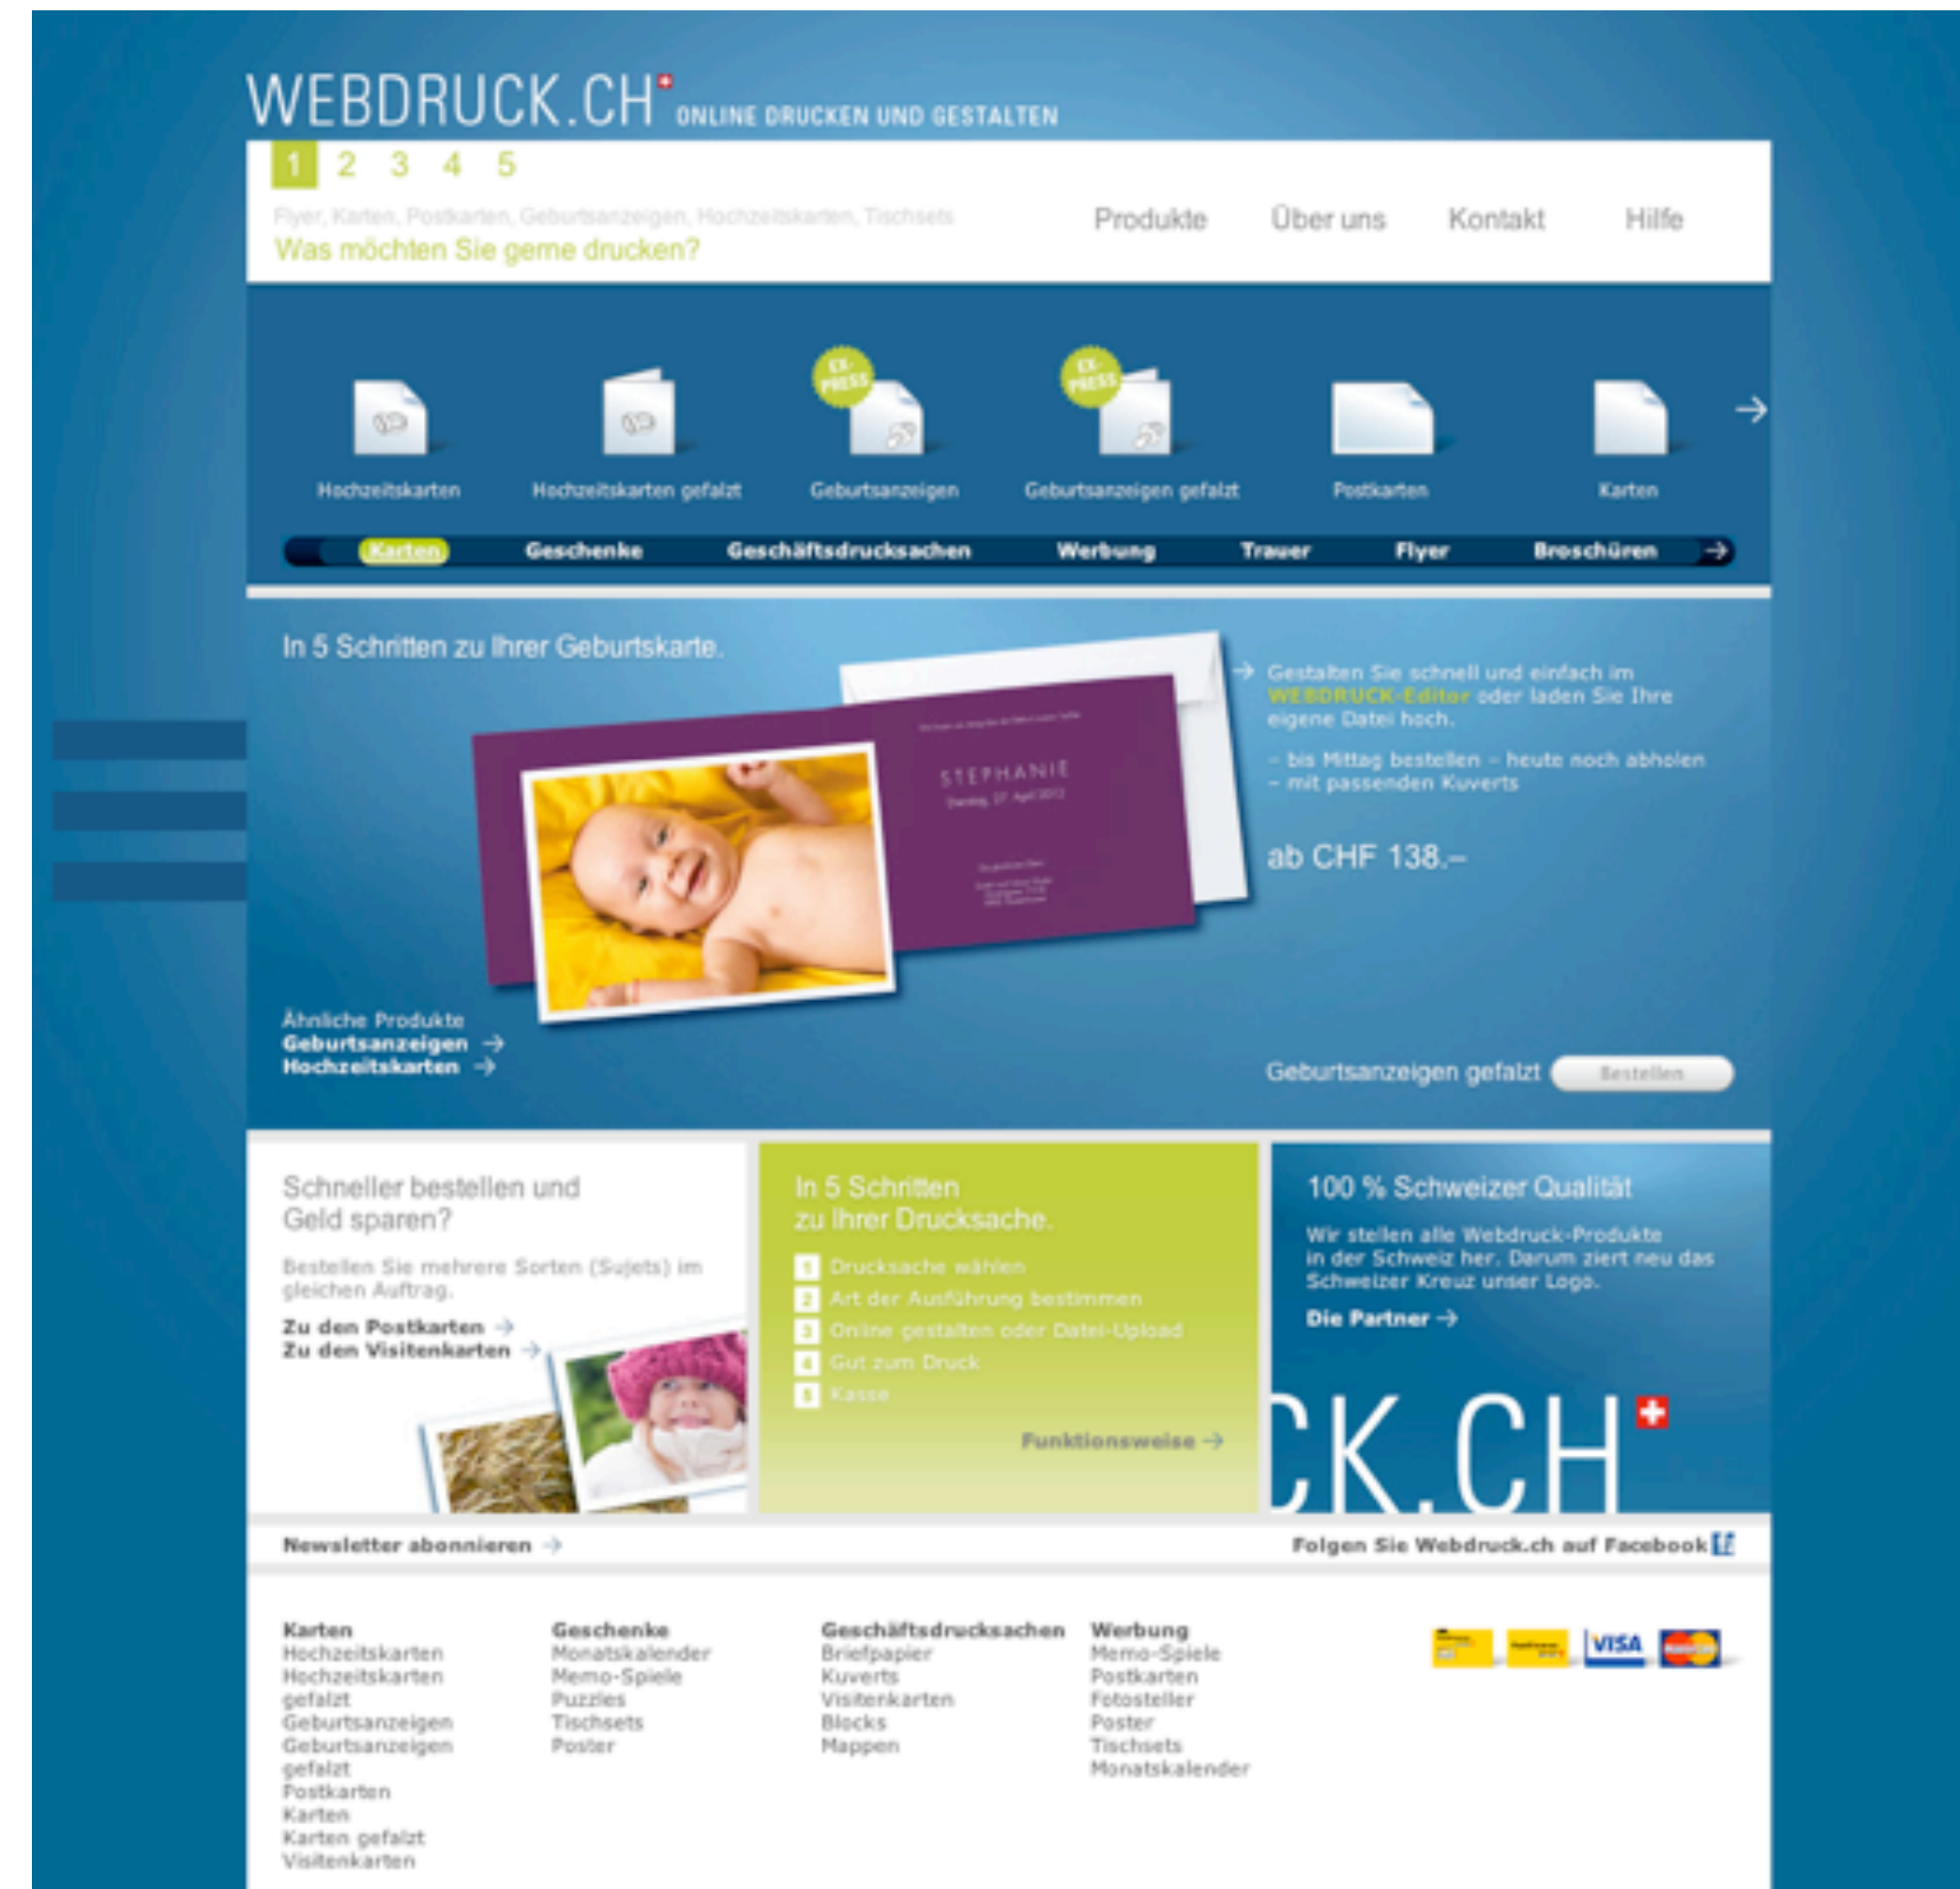 WEBDRUCK.CH
ONLINE DRUCKEN UND GESTALTEN
1 2 3 4 5
Flyer, Karten, Postkarten, Geburtsanzeigen, Hochzeitskarten, Tischsets
Was möchten Sie gerne drucken?
Produkte Über uns Kontakt Hilfe
EX-
PRESS
EX-
PRESS
Hochzeitskarten Hochzeitskarten gefalzt Geburtsanzeigen Geburtsanzeigen gefalzt Postkarten Karten
Karten Geschenke Geschäftsdrucksachen Werbung Trauer Flyer Broschüren
In 5 Schritten zu Ihrer Geburtskarte.
STEPHANIE
Gestalten Sie schnell und einfach im
WEBDRUCK-Editor oder laden Sie Ihre
eigene Datei hoch.
– bis Mittag bestellen – heute noch abholen
– mit passenden Kuverts
ab CHF 138.–
Ähnliche Produkte
Geburtsanzeigen
Hochzeitskarten
Geburtsanzeigen gefalzt Bestellen
Schneller bestellen und
Geld sparen?
Bestellen Sie mehrere Sorten (Sujets) im
gleichen Auftrag.
Zu den Postkarten
Zu den Visitenkarten
In 5 Schritten
zu Ihrer Drucksache.
1 Drucksache wählen
2 Art der Ausführung bestimmen
3 Online gestalten oder Datei-Upload
4 Gut zum Druck
5 Kasse
Funktionsweise
100 % Schweizer Qualität
Wir stellen alle Webdruck-Produkte
in der Schweiz her. Darum ziert neu das
Schweizer Kreuz unser Logo.
Die Partner
CK.CH
Newsletter abonnieren
Folgen Sie Webdruck.ch auf Facebook
Karten
Hochzeitskarten
Hochzeitskarten
gefalzt
Geburtsanzeigen
Geburtsanzeigen
gefalzt
Postkarten
Karten
Karten gefalzt
Visitenkarten
Geschenke
Monatskalender
Memo-Spiele
Puzzles
Tischsets
Poster
Geschäftsdrucksachen
Briefpapier
Kuverts
Visitenkarten
Blocks
Mappen
Werbung
Memo-Spiele
Postkarten
Fotosteller
Poster
Tischsets
Monatskalender
VISA